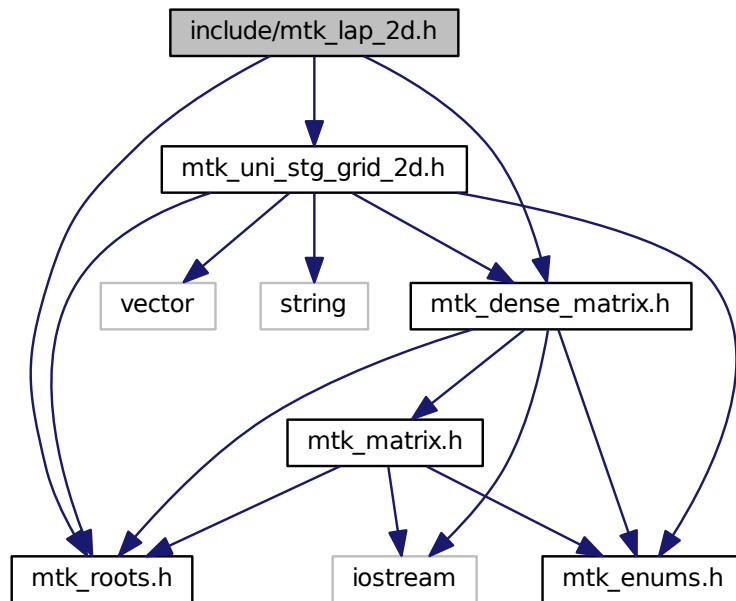 include/mtk_lap_2d.h
mtk_uni_stg_grid_2d.h
vector
string
mtk_dense_matrix.h
mtk_matrix.h
mtk_roots.h
iostream
mtk_enums.h